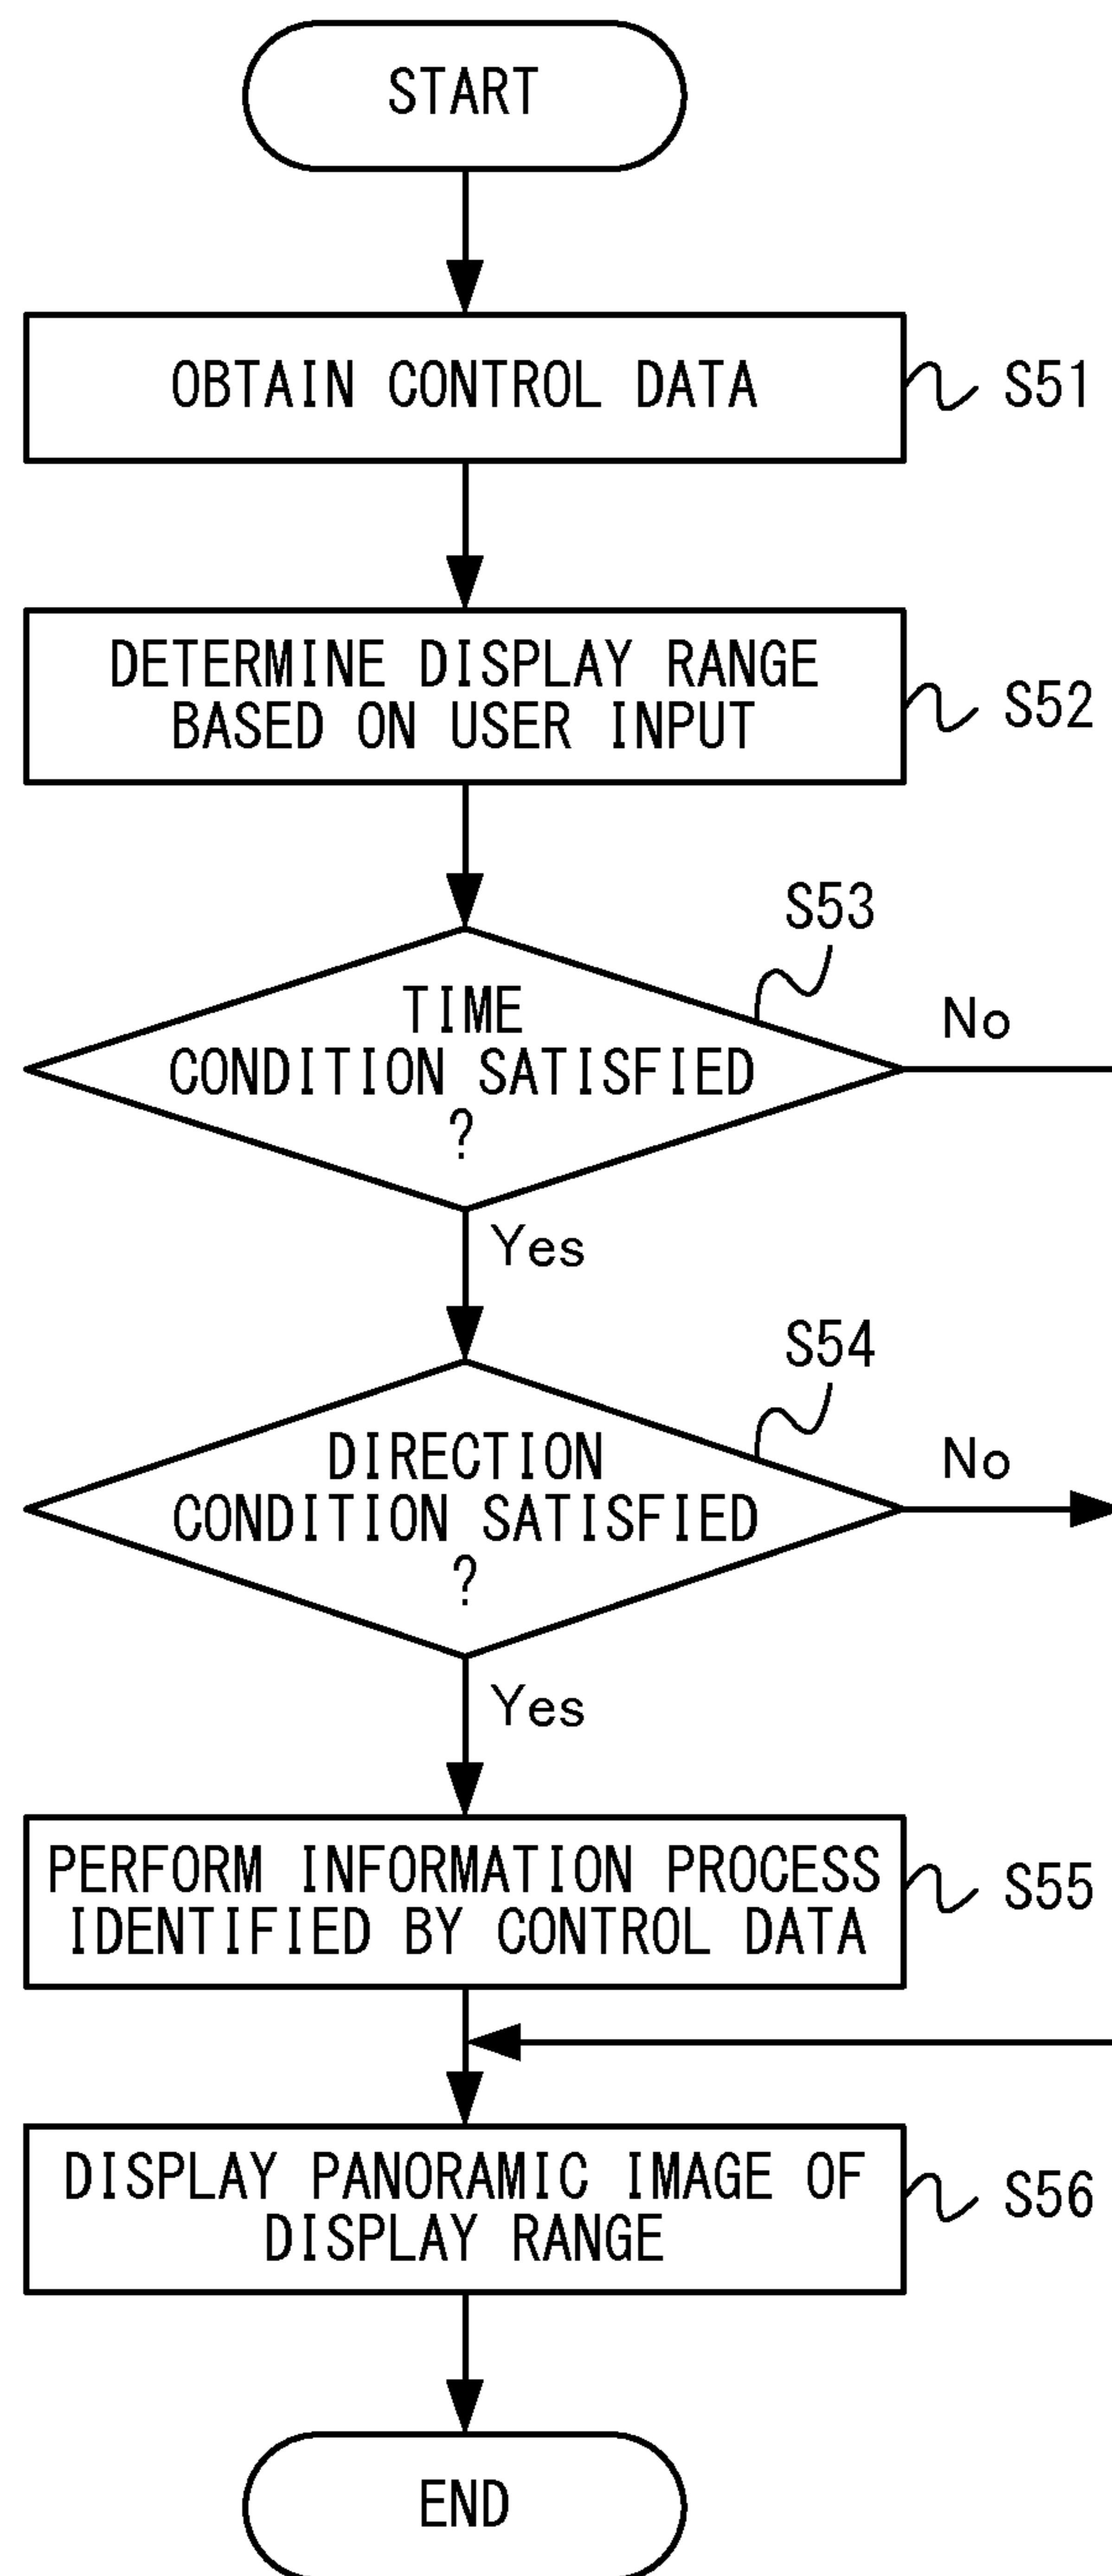 START
OBTAIN CONTROL DATA
S51
DETERMINE DISPLAY RANGE
BASED ON USER INPUT
S52
S53
TIME
CONDITION SATISFIED
?
No
Yes
S54
DIRECTION
CONDITION SATISFIED
?
No
Yes
PERFORM INFORMATION PROCESS
IDENTIFIED BY CONTROL DATA
S55
DISPLAY PANORAMIC IMAGE OF
DISPLAY RANGE
S56
END